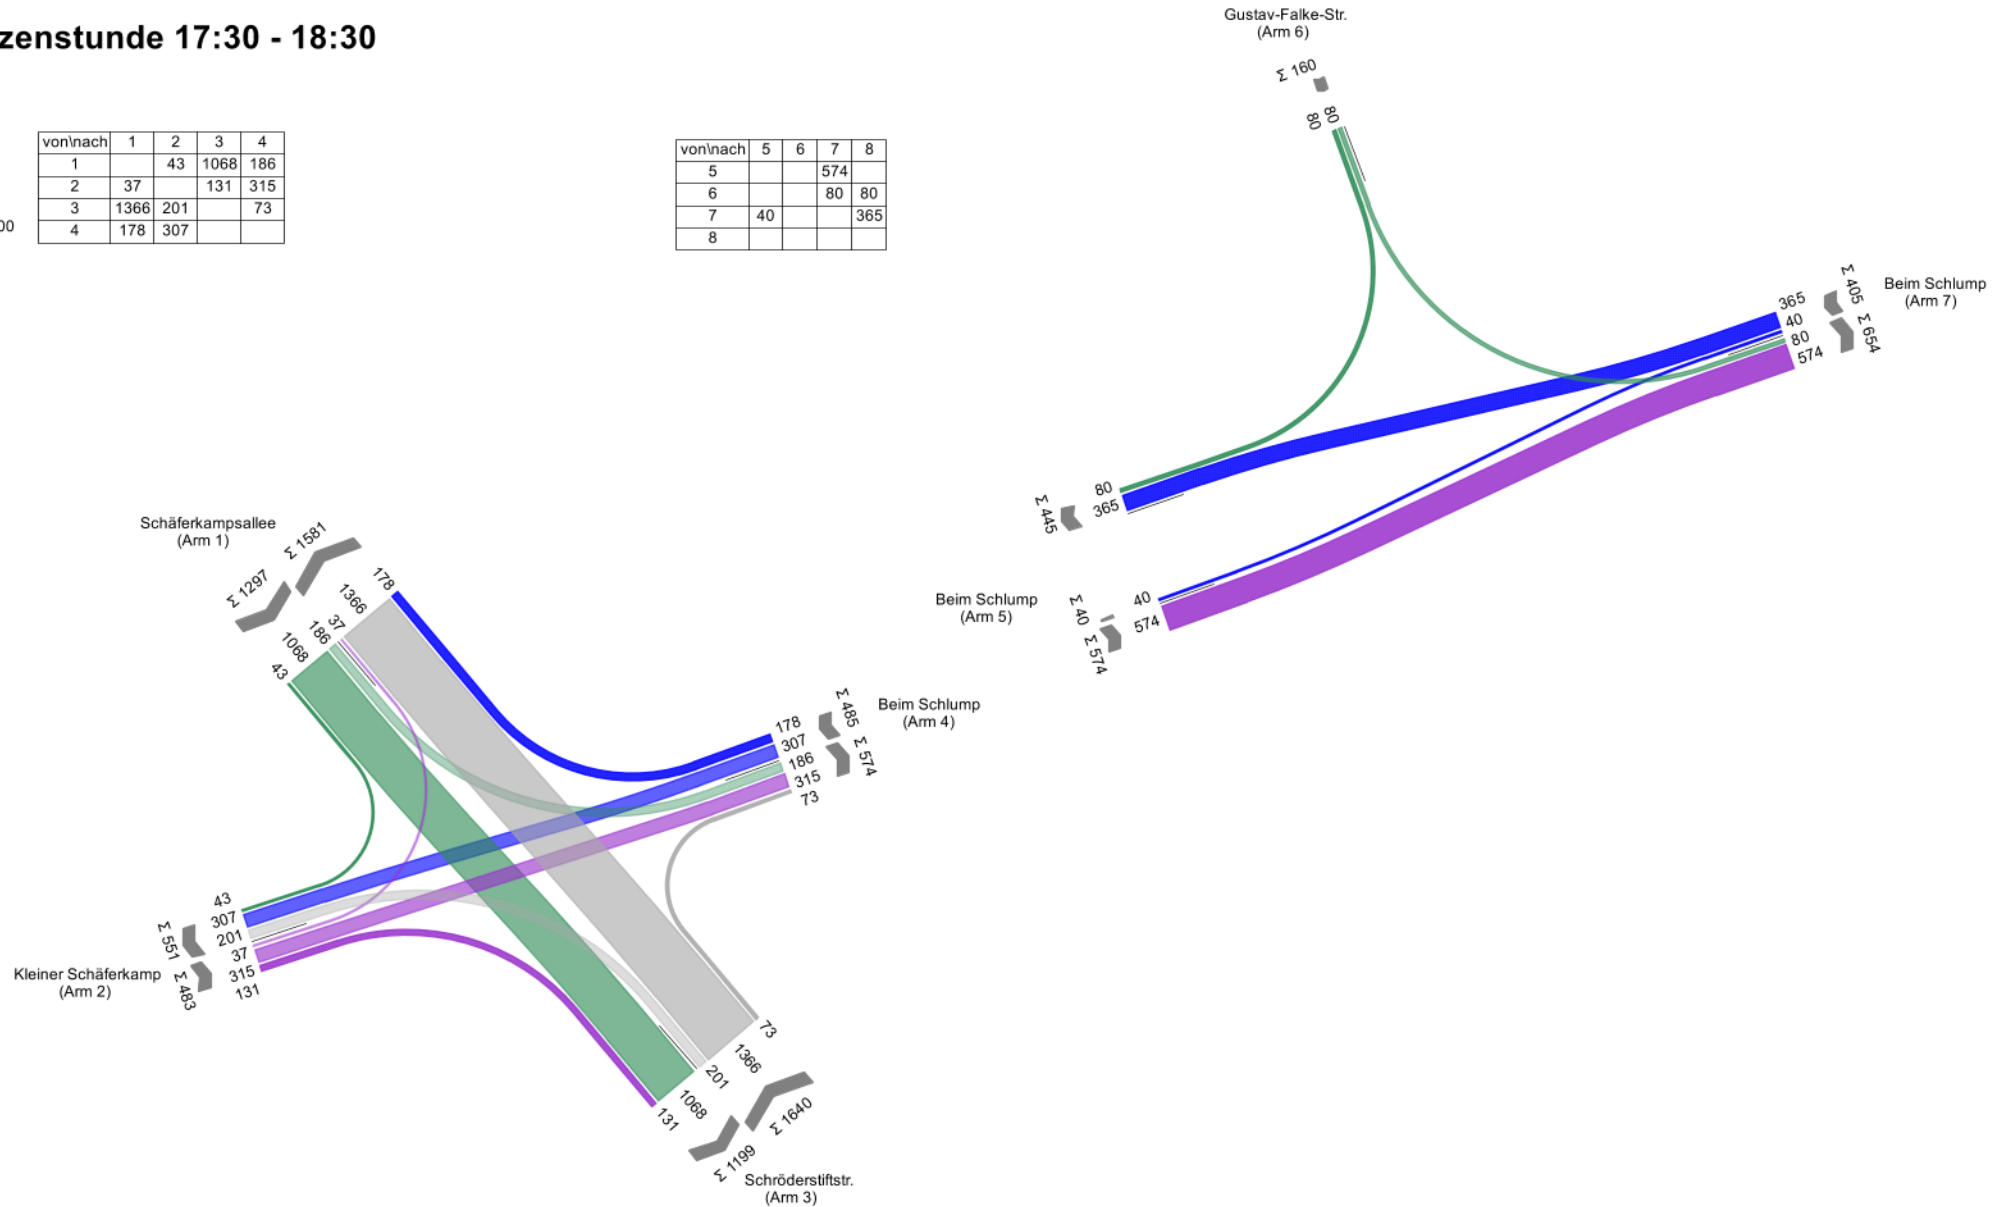 zenstunde 17:30 - 18:30
Gustav-Falke-Str.
(Arm 6)
Σ 160
80
80
von\nach 1 2 3 4
1 43 1068 186
2 37 131 315
3 1366 201 73
4 178 307
00
von\nach 5 6 7 8
5 574
6 80 80
7 40 365
8
Beim Schlump
(Arm 7)
Σ 405
Σ 654
365
40
80
574
80
365
Σ 445
Beim Schlump
(Arm 5)
40
574
Σ 40
Σ 574
Schäferkampsallee
(Arm 1)
Σ 1581
Σ 1297
178
1366
37
186
1068
43
Beim Schlump
(Arm 4)
Σ 485
Σ 574
178
307
186
315
73
43
307
201
37
315
131
Σ 551
Σ 483
Kleiner Schäferkamp
(Arm 2)
73
1366
201
1068
131
Σ 1640
Σ 1199
Schröderstiftstr.
(Arm 3)